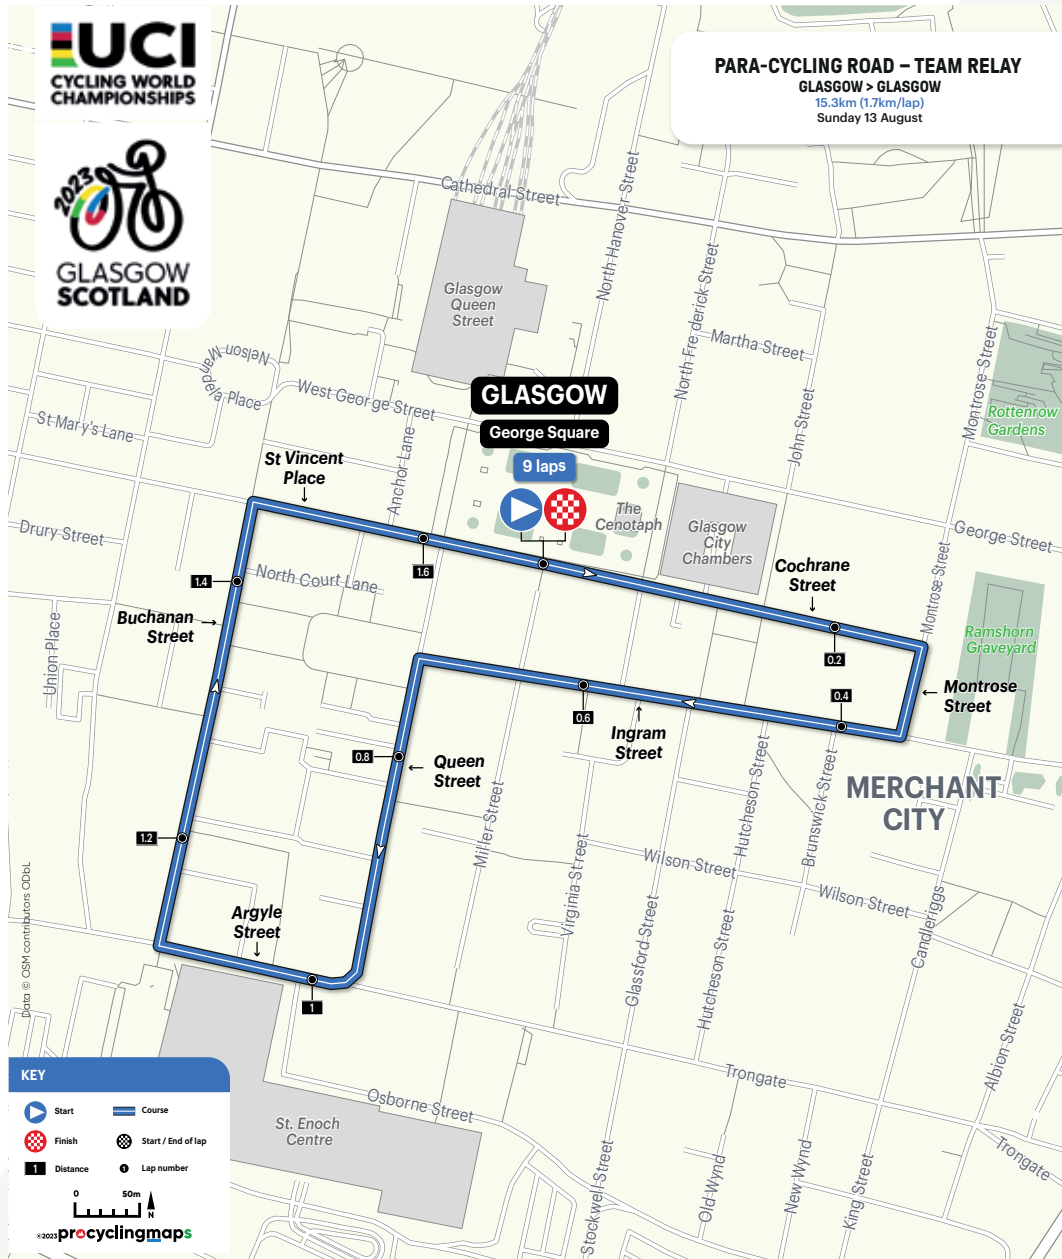 UCI
CYCLING WORLD
CHAMPIONSHIPS
2023
GLASGOW
SCOTLAND
PARA-CYCLING ROAD – TEAM RELAY
GLASGOW > GLASGOW
15.3km (1.7km/lap)
Sunday 13 August
Cathedral Street
North Hanover Street
Glasgow
Queen
Street
North Frederick Street
Martha Street
Montrose Street
Nelson Mandela Place
West George Street
GLASGOW
George Square
9 laps
Rottenrow
Gardens
St Mary's Lane
John Street
Anchor Lane
St Vincent
Place
The
Cenotaph
Glasgow
City
Chambers
George Street
Drury Street
1.6
Cochrane
Street
Montrose Street
1.4
North Court Lane
Buchanan
Street
Union Place
Ramshorn
Graveyard
0.2
0.4
Montrose
Street
0.6
Ingram
Street
0.8
Queen
Street
MERCHANT
CITY
Miller Street
Hutcheson Street
Brunswick Street
1.2
Virginia Street
Wilson Street
Wilson Street
Candleriggs
Argyle
Street
Glassford Street
Hutcheson Street
1
Data © OSM contributors ODbL
Albion Street
Trongate
Osborne Street
St. Enoch
Centre
Trongate
Stockwell Street
Old Wynd
New Wynd
King Street
KEY
Start
Course
Finish
Start / End of lap
1
Distance
1
Lap number
0
50m
N
©2023procyclingmaps